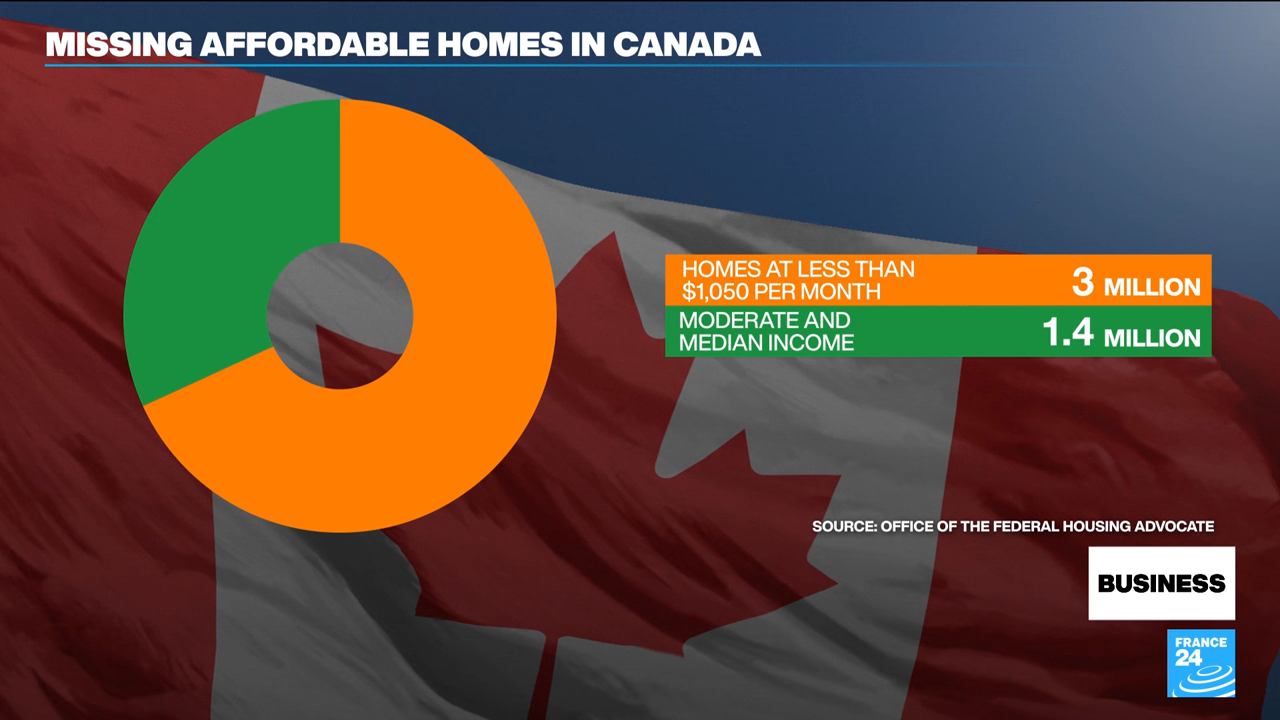 MISSING AFFORDABLE HOMES IN CANADA
HOMES AT LESS THAN
$1,050 PER MONTH
3 MILLION
MODERATE AND
MEDIAN INCOME
1.4 MILLION
SOURCE: OFFICE OF THE FEDERAL HOUSING ADVOCATE
BUSINESS
FRANCE
24